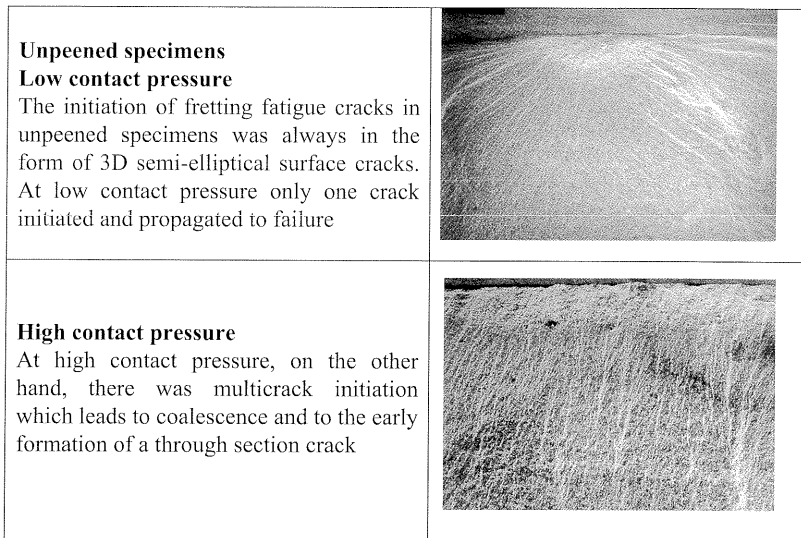 Unpeened specimens
Low contact pressure
The initiation of fretting fatigue cracks in
unpeened specimens was always in the
form of 3D semi-elliptical surface cracks.
At low contact pressure only one crack
initiated and propagated to failure
High contact pressure
At high contact pressure, on the other
hand, there was multicrack initiation
which leads to coalescence and to the early
formation of a through section crack